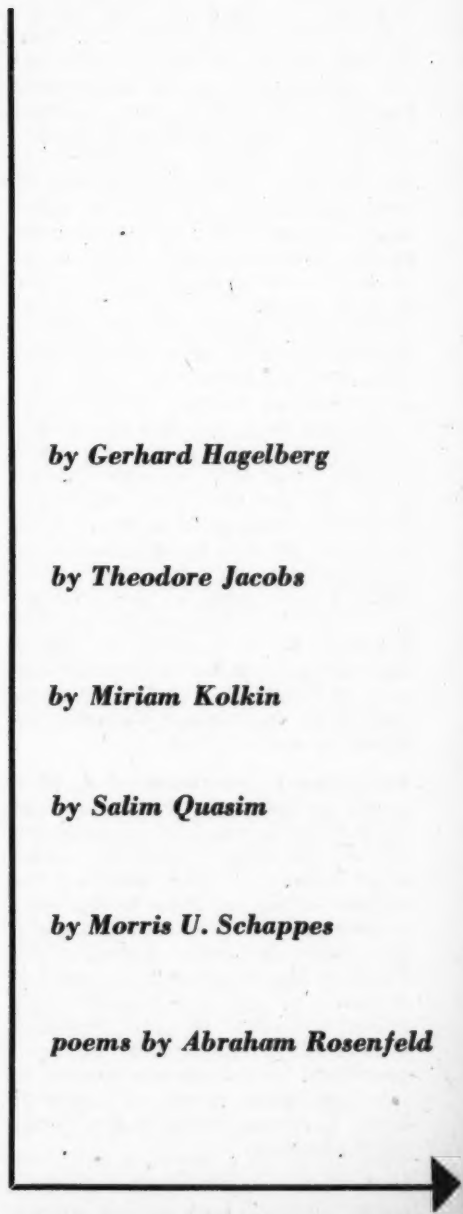 by Gerhard Hagelberg
by Theodore Jacobs
by Miriam Kolkin
by Salim Quasim
by Morris U. Schappes
poems by Abraham Rosenfeld